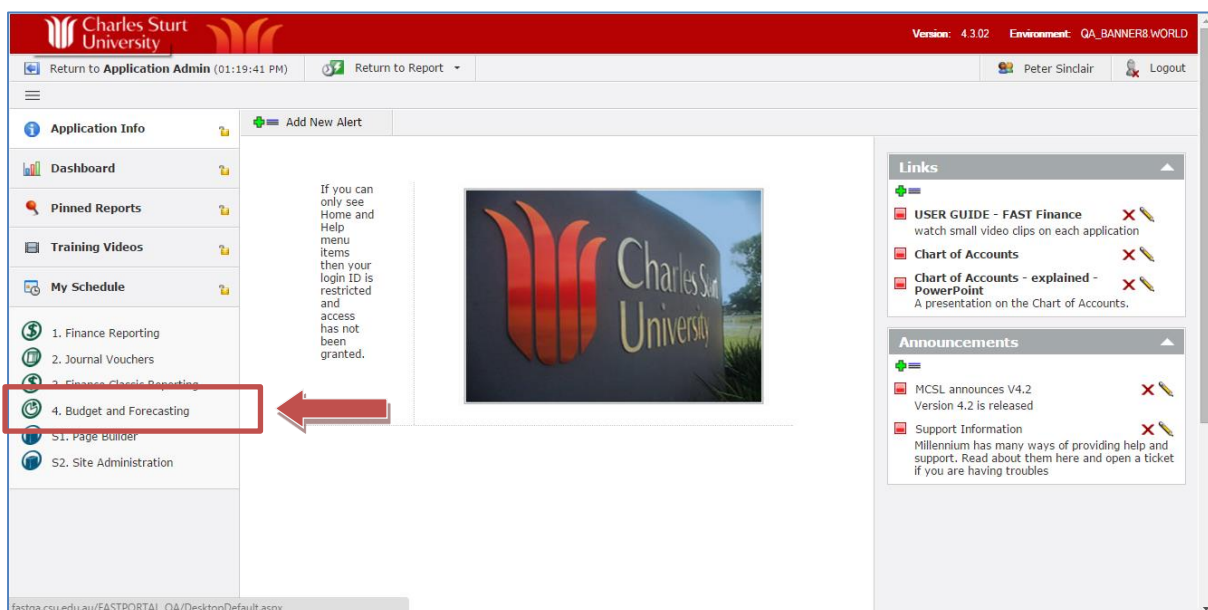 Charles Sturt
University
Version: 4.3.02 Environment: QA_BANNER8.WORLD
Return to Application Admin (01:19:41 PM)
Return to Report
Peter Sinclair
Logout
Application Info
Dashboard
Pinned Reports
Training Videos
My Schedule
1. Finance Reporting
2. Journal Vouchers
3. Finance Classic Reporting
4. Budget and Forecasting
S1. Page Builder
S2. Site Administration
Add New Alert
If you can
only see
Home and
Help
menu
items
then your
login ID is
restricted
and
access
has not
been
granted.
Charles Sturt
University
Links
USER GUIDE - FAST Finance
watch small video clips on each application
Chart of Accounts
Chart of Accounts - explained -
PowerPoint
A presentation on the Chart of Accounts.
Announcements
MCSL announces V4.2
Version 4.2 is released
Support Information
Millennium has many ways of providing help and
support. Read about them here and open a ticket
if you are having troubles
fastqa.csu.edu.au/FASTPORTAL_QA/DesktopDefault.aspx